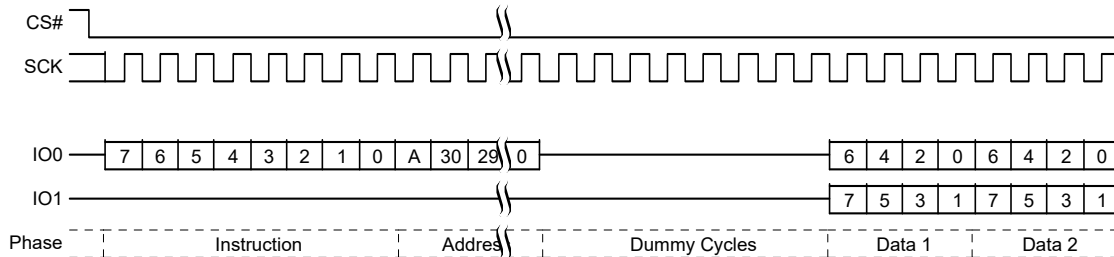 CS#
SCK
IO0 7 6 5 4 3 2 1 0 A 30 29 0 6 4 2 0 6 4 2 0
IO1 7 5 3 1 7 5 3 1
Phase Instruction Addres Dummy Cycles Data 1 Data 2